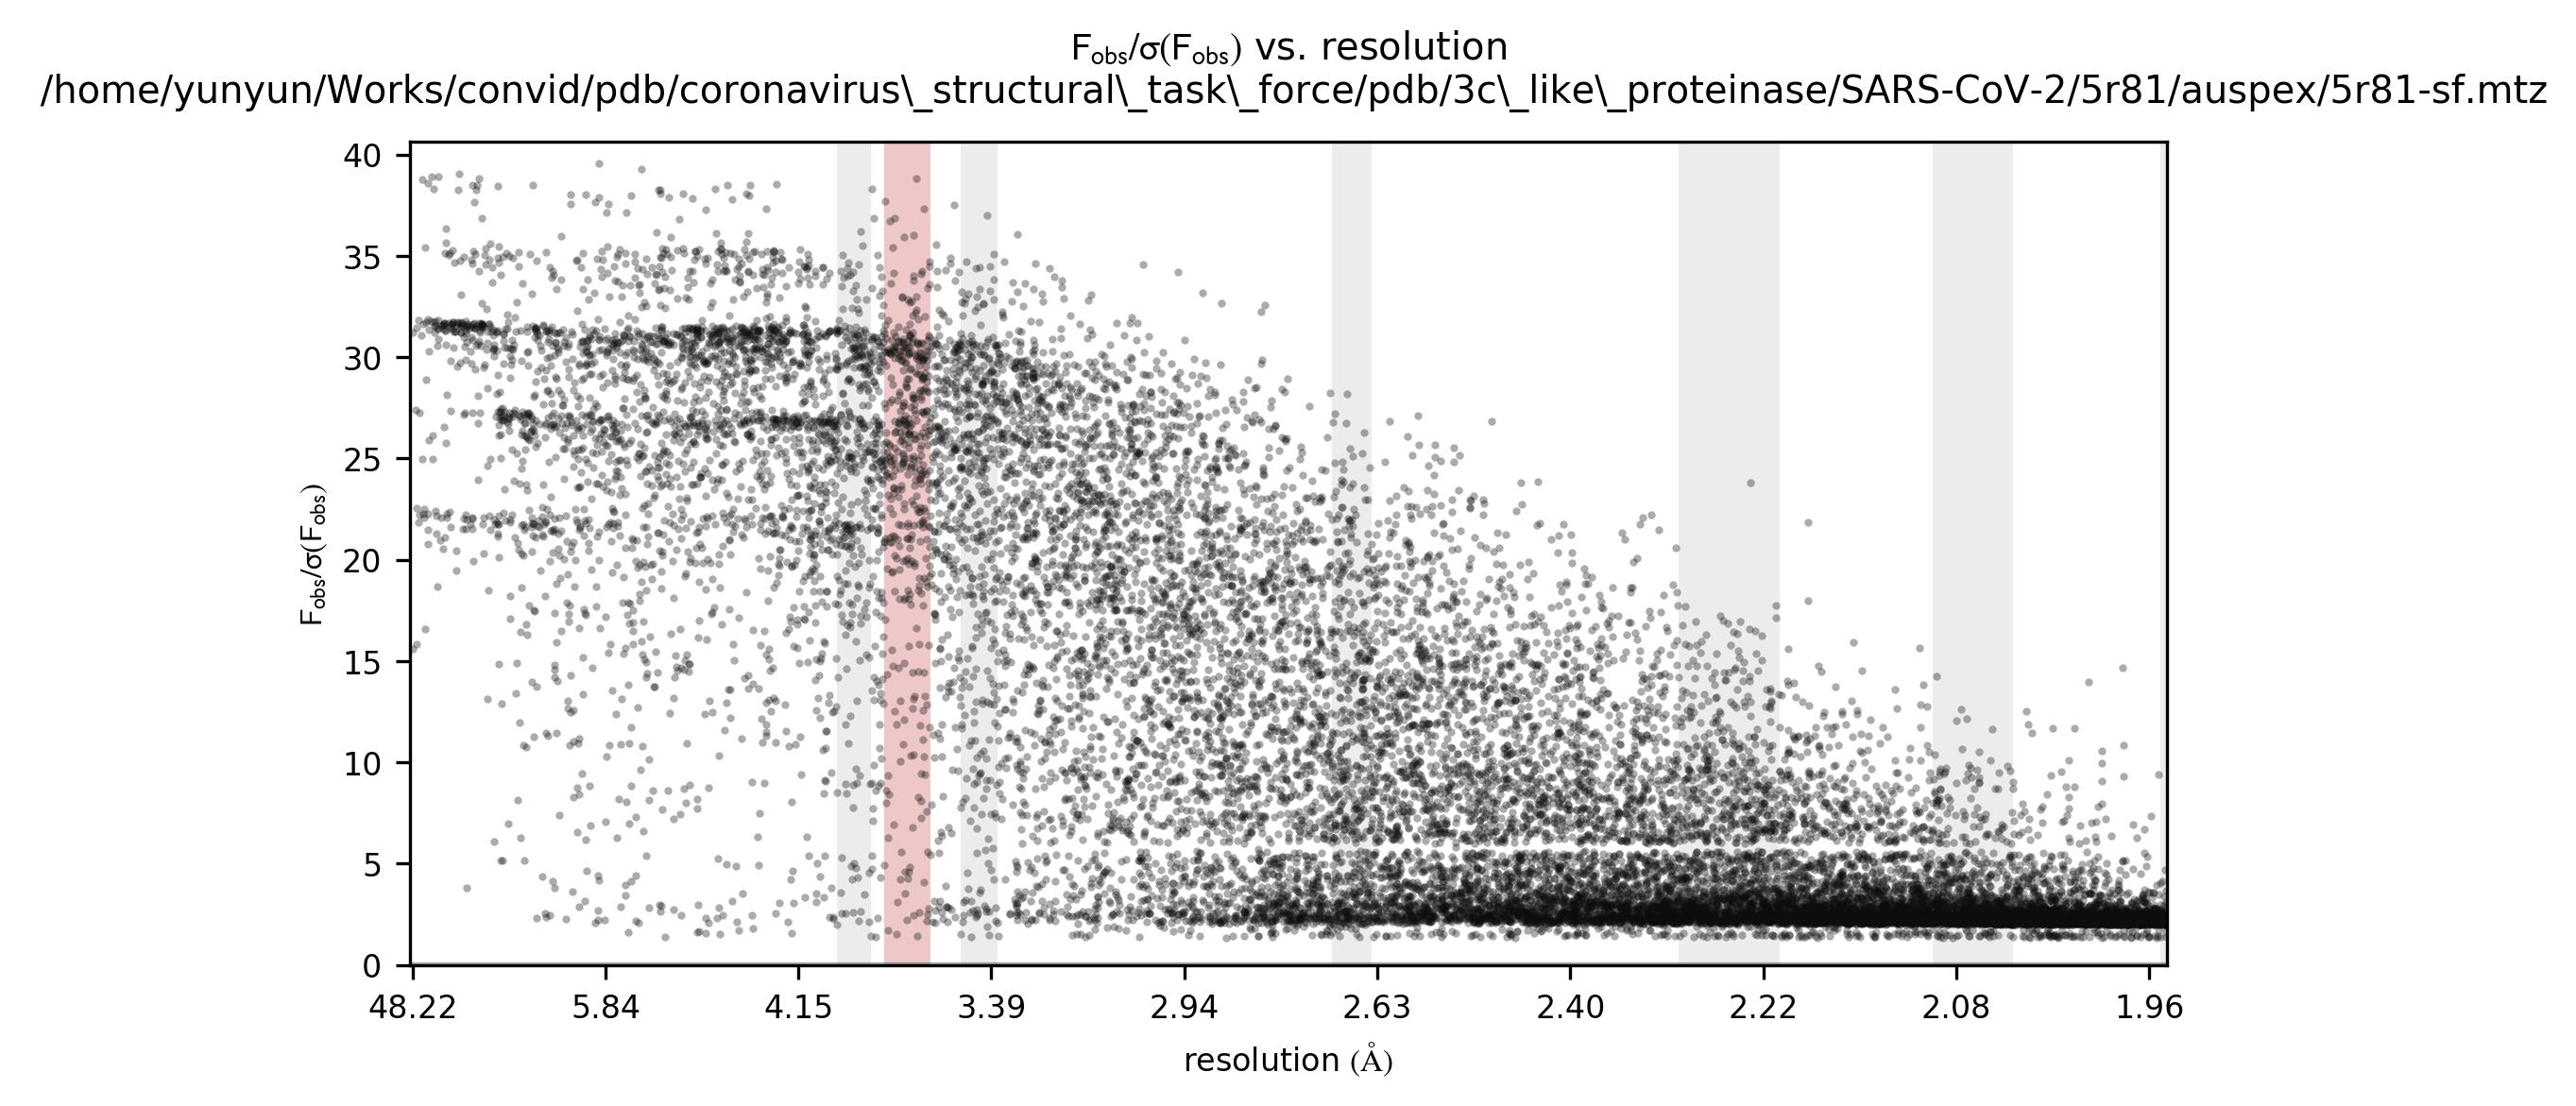 Fobs/σ(Fobs) vs. resolution
/home/yunyun/Works/convid/pdb/coronavirus\_structural\_task\_force/pdb/3c\_like\_proteinase/SARS-CoV-2/5r81/auspex/5r81-sf.mtz
40
35
30
25
20
15
10
5
0
Fobs/σ(Fobs)
48.22 5.84 4.15 3.39 2.94 2.63 2.40 2.22 2.08 1.96
resolution (Å)